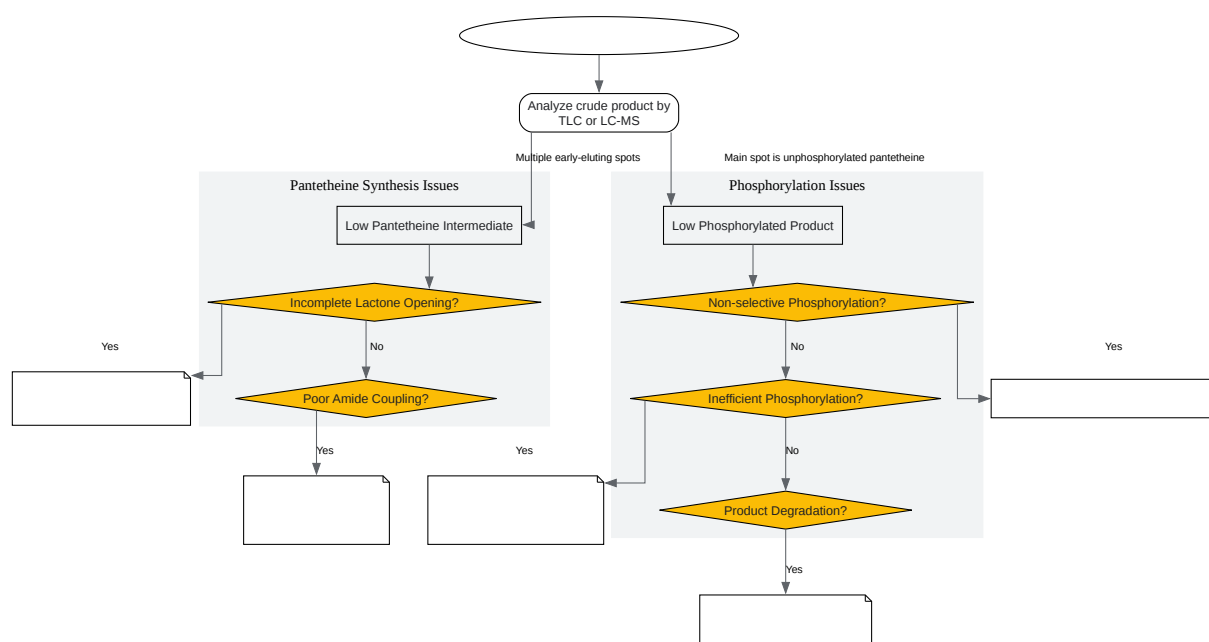 Analyze crude product by
TLC or LC-MS
Multiple early-eluting spots
Main spot is unphosphorylated pantetheine
Pantetheine Synthesis Issues
Phosphorylation Issues
Low Pantetheine Intermediate
Low Phosphorylated Product
Incomplete Lactone Opening?
Non-selective Phosphorylation?
Yes
No
No
Yes
Poor Amide Coupling?
Inefficient Phosphorylation?
Yes
Yes
No
Product Degradation?
Yes